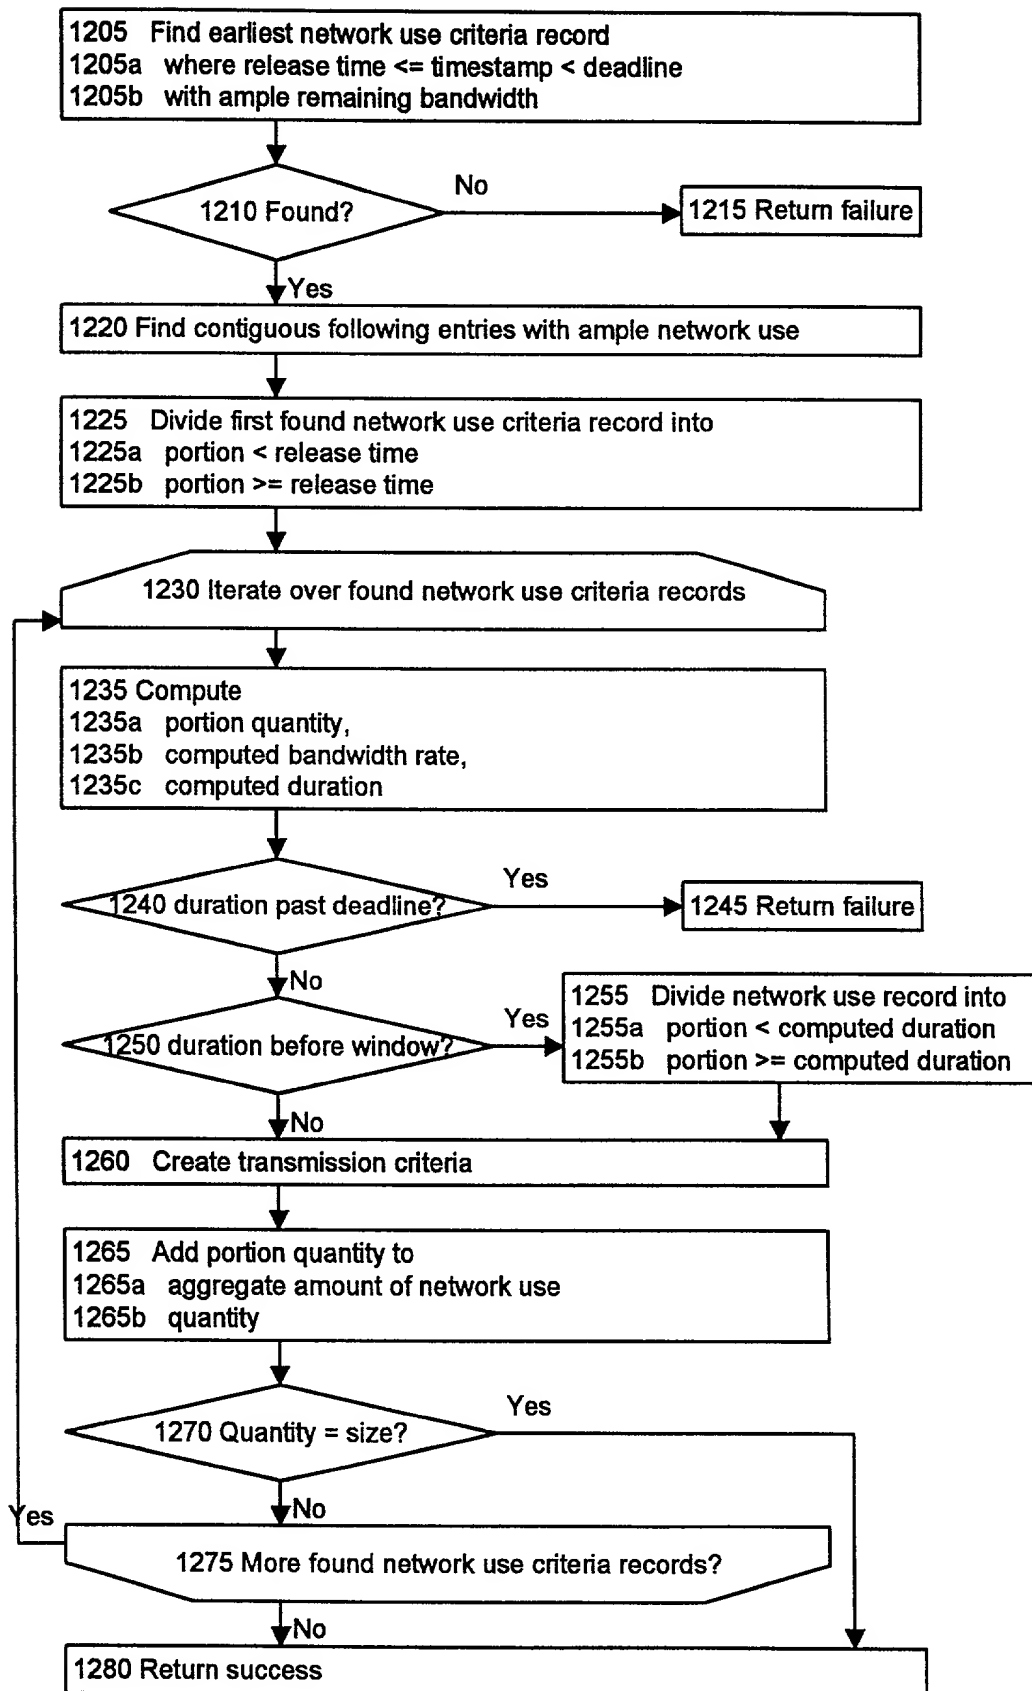 1205 Find earliest network use criteria record
1205a where release time <= timestamp < deadline
1205b with ample remaining bandwidth
1210 Found?
No
1215 Return failure
Yes
1220 Find contiguous following entries with ample network use
1225 Divide first found network use criteria record into
1225a portion < release time
1225b portion >= release time
1230 Iterate over found network use criteria records
1235 Compute
1235a portion quantity,
1235b computed bandwidth rate,
1235c computed duration
1240 duration past deadline?
Yes
1245 Return failure
No
1250 duration before window?
Yes
1255 Divide network use record into
1255a portion < computed duration
1255b portion >= computed duration
No
1260 Create transmission criteria
1265 Add portion quantity to
1265a aggregate amount of network use
1265b quantity
1270 Quantity = size?
Yes
No
Yes
1275 More found network use criteria records?
No
1280 Return success